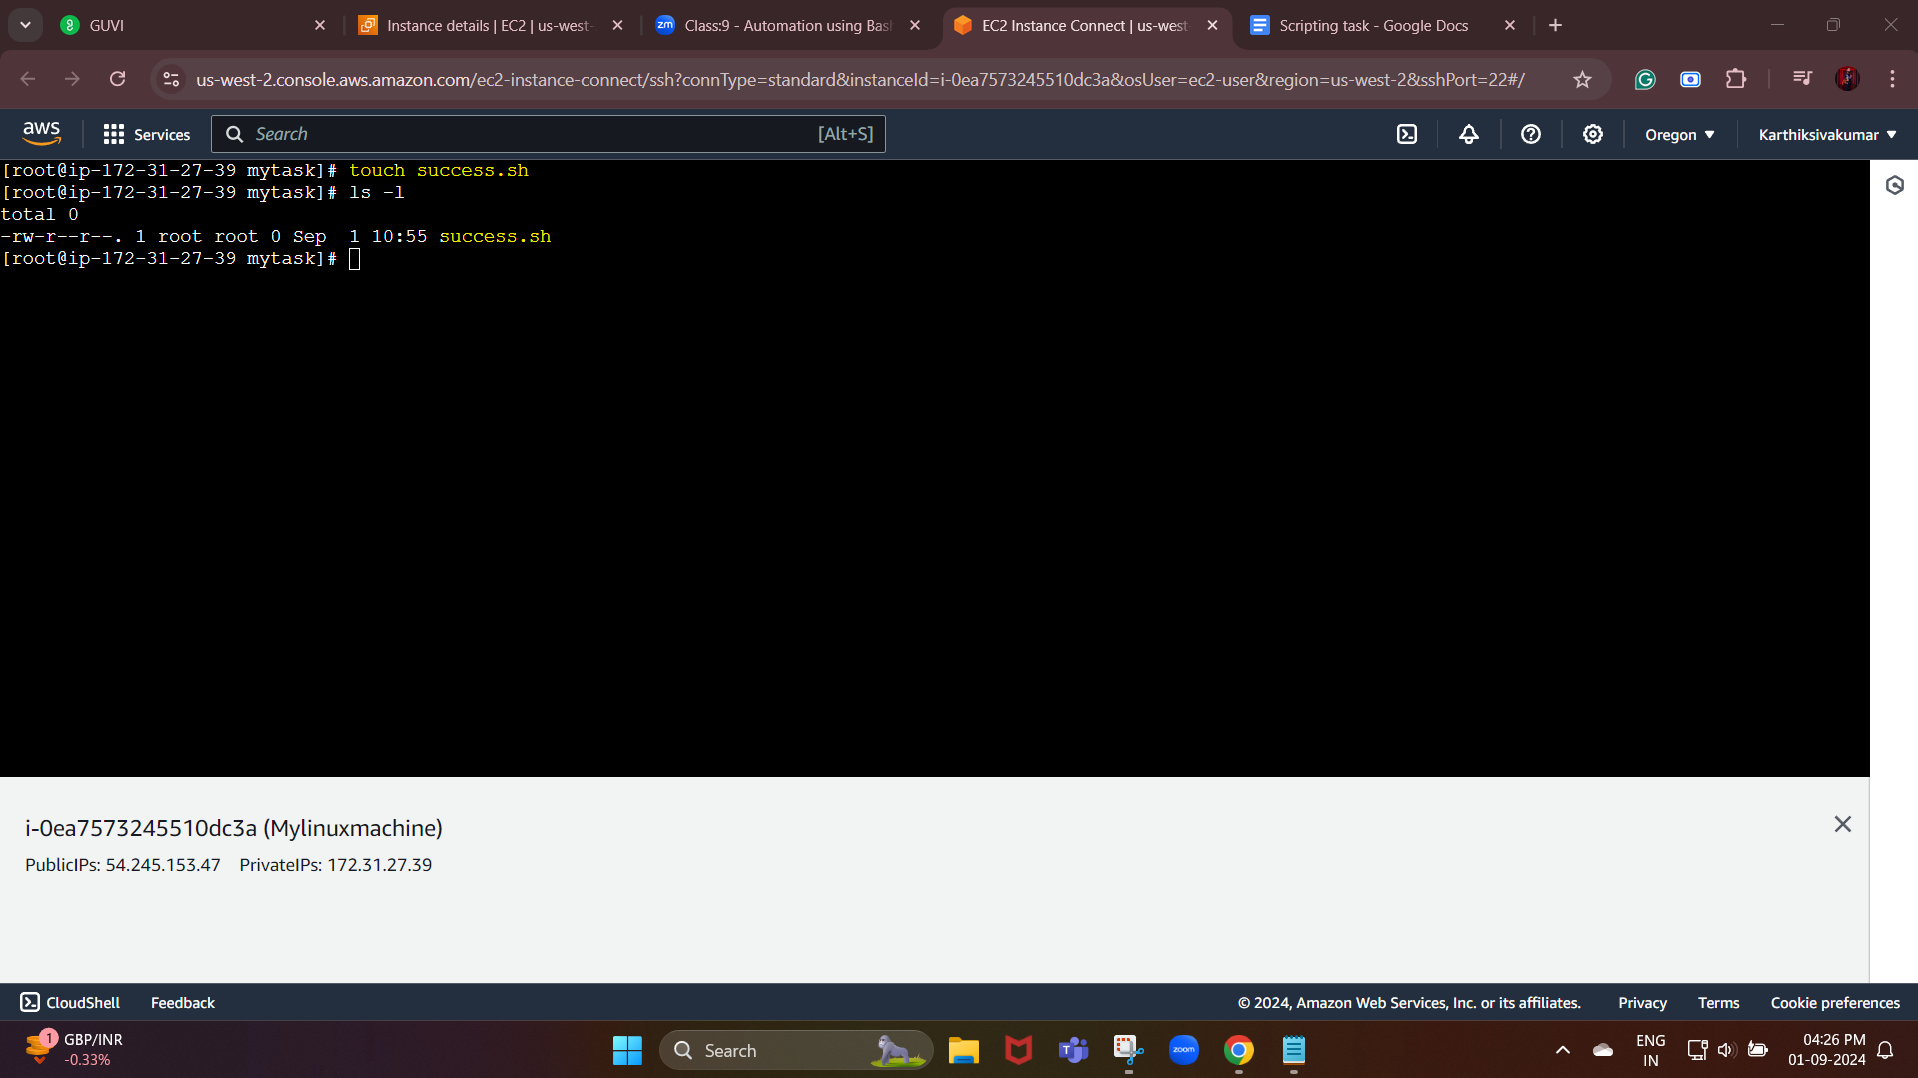 GUVI
Instance details | EC2 | us-west-
Class:9 - Automation using Bas
EC2 Instance Connect | us-west
Scripting task - Google Docs
us-west-2.console.aws.amazon.com/ec2-instance-connect/ssh?connType=standard&instanceId=i-0ea7573245510dc3a&osUser=ec2-user&region=us-west-2&sshPort=22#/
aws Services Search [Alt+S] Oregon Karthiksivakumar
[root@ip-172-31-27-39 mytask]# touch success.sh
[root@ip-172-31-27-39 mytask]# ls -l
total 0
-rw-r--r--. 1 root root 0 Sep  1 10:55 success.sh
[root@ip-172-31-27-39 mytask]#
i-0ea7573245510dc3a (Mylinuxmachine)
PublicIPs: 54.245.153.47 PrivateIPs: 172.31.27.39
CloudShell Feedback © 2024, Amazon Web Services, Inc. or its affiliates. Privacy Terms Cookie preferences
1
GBP/INR
-0.33%
Search
zoom
ENG
IN
04:26 PM
01-09-2024